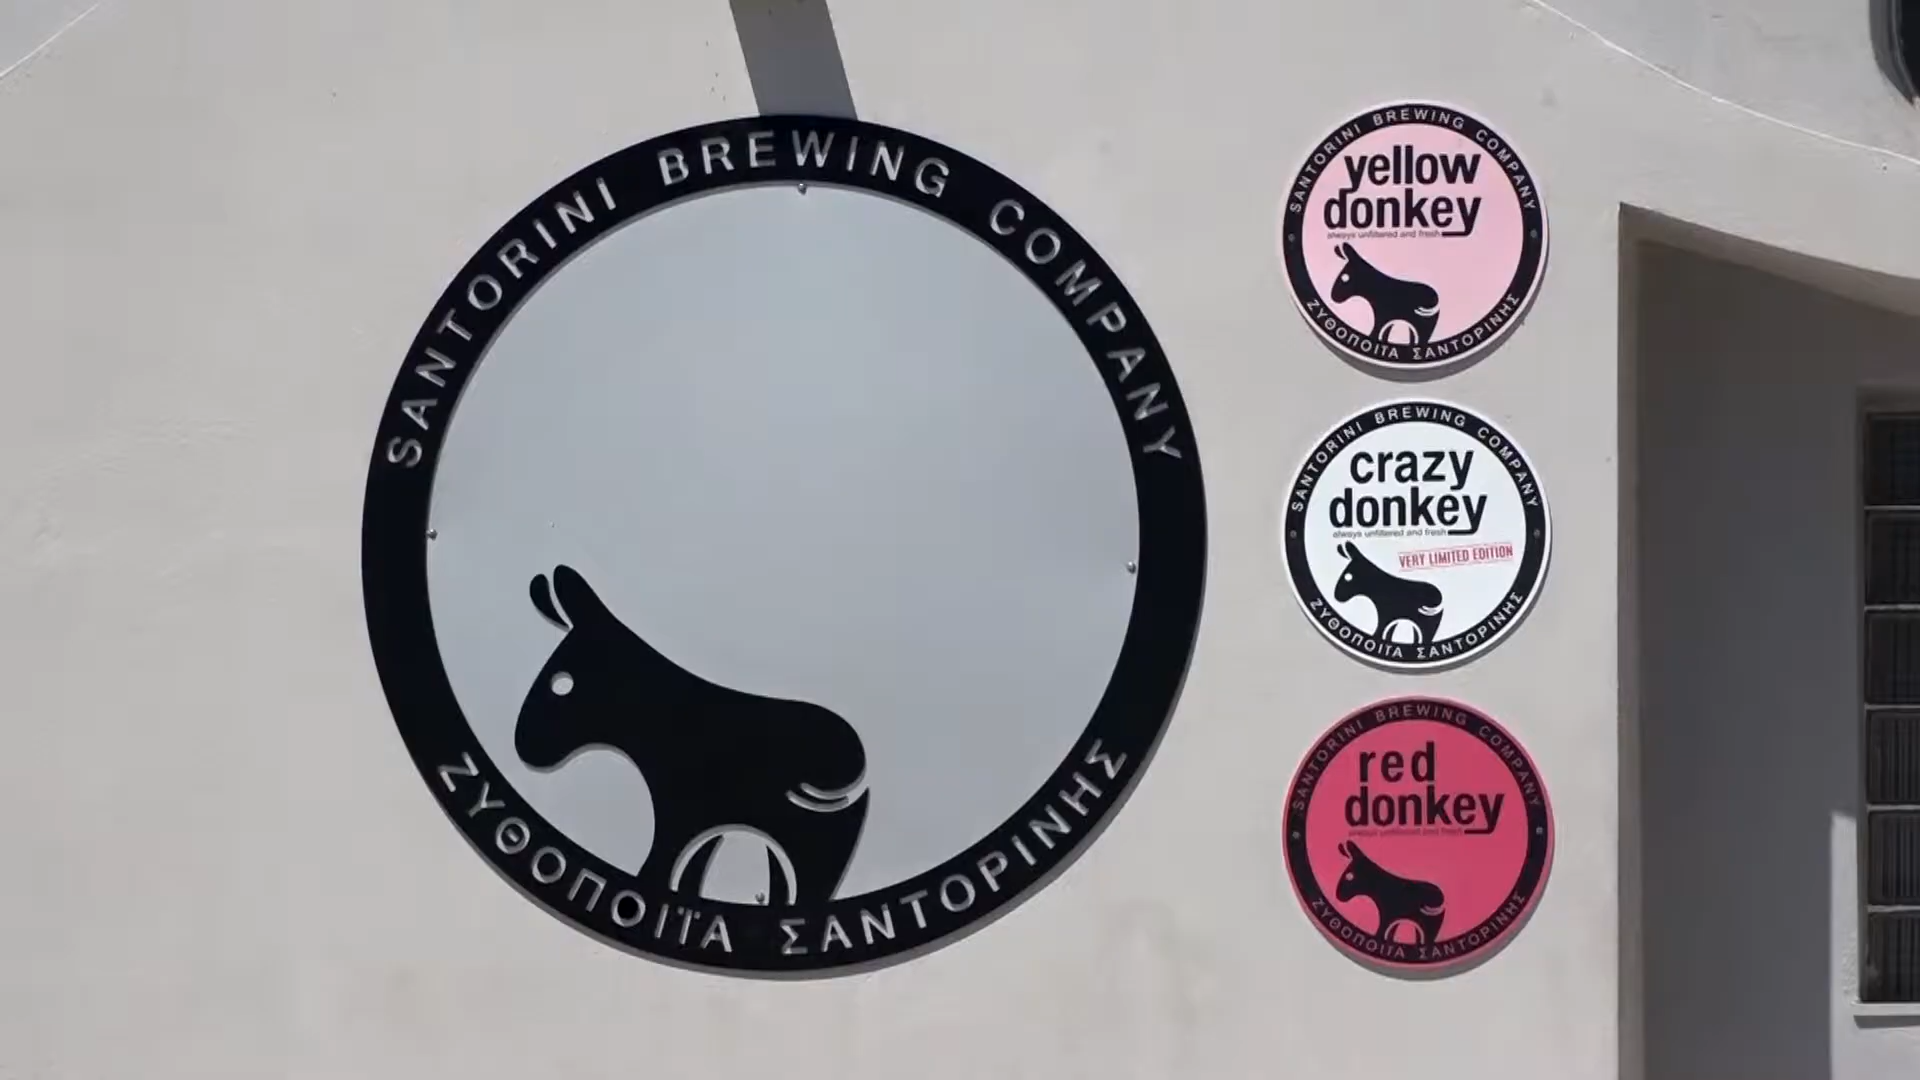 SANTORINI BREWING COMPANY
ΖΥΘΟΠΟΙΪΑ ΣΑΝΤΟΡΙΝΗΣ
SANTORINI BREWING COMPANY
yellow
donkey
always unfiltered and fresh
ΖΥΘΟΠΟΙΪΑ ΣΑΝΤΟΡΙΝΗΣ
SANTORINI BREWING COMPANY
crazy
donkey
always unfiltered and fresh
VERY LIMITED EDITION
ΖΥΘΟΠΟΙΪΑ ΣΑΝΤΟΡΙΝΗΣ
SANTORINI BREWING COMPANY
red
donkey
always unfiltered and fresh
ΖΥΘΟΠΟΙΪΑ ΣΑΝΤΟΡΙΝΗΣ